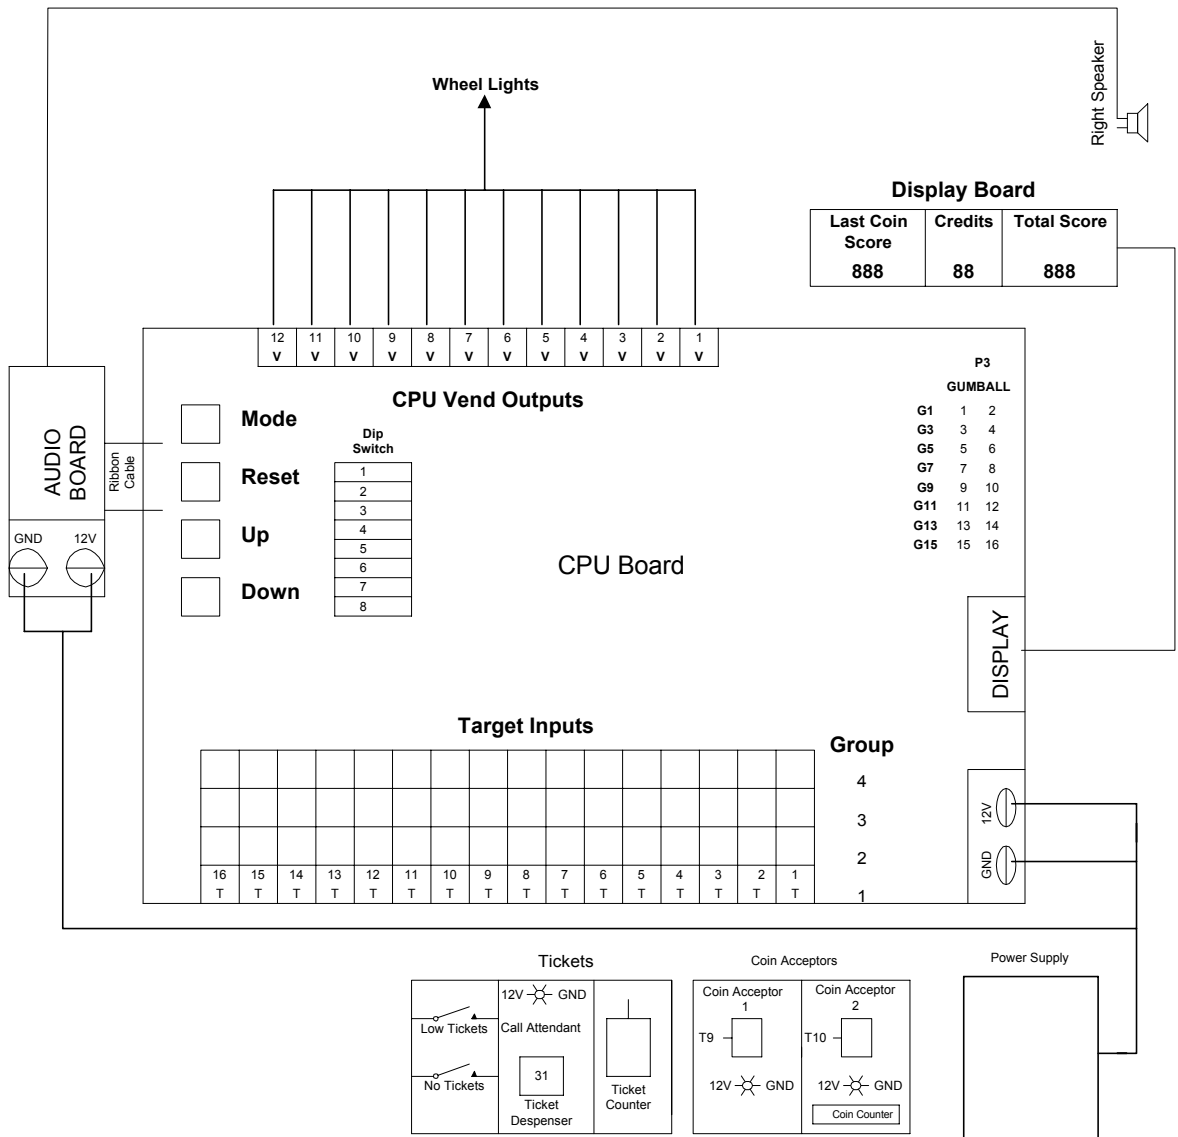 Right Speaker
Wheel Lights
Display Board
Last Coin Score Credits Total Score
888 88 888
12 11 10 9 8 7 6 5 4 3 2 1
V V V V V V V V V V V V
CPU Vend Outputs
P3
GUMBALL
G1 1 2
G3 3 4
G5 5 6
G7 7 8
G9 9 10
G11 11 12
G13 13 14
G15 15 16
AUDIO
BOARD
Ribbon
Cable
GND 12V
Mode
Reset
Up
Down
Dip
Switch
1
2
3
4
5
6
7
8
CPU Board
DISPLAY
Target Inputs
Group
4
3
2
1
16 15 14 13 12 11 10 9 8 7 6 5 4 3 2 1
T T T T T T T T T T T T T T T T
12V
GND
Tickets
Low Tickets
No Tickets
12V GND
Call Attendant
31
Ticket
Despenser
Ticket
Counter
Coin Acceptors
Coin Acceptor
1
T9
12V GND
Coin Acceptor
2
T10
12V GND
Coin Counter
Power Supply